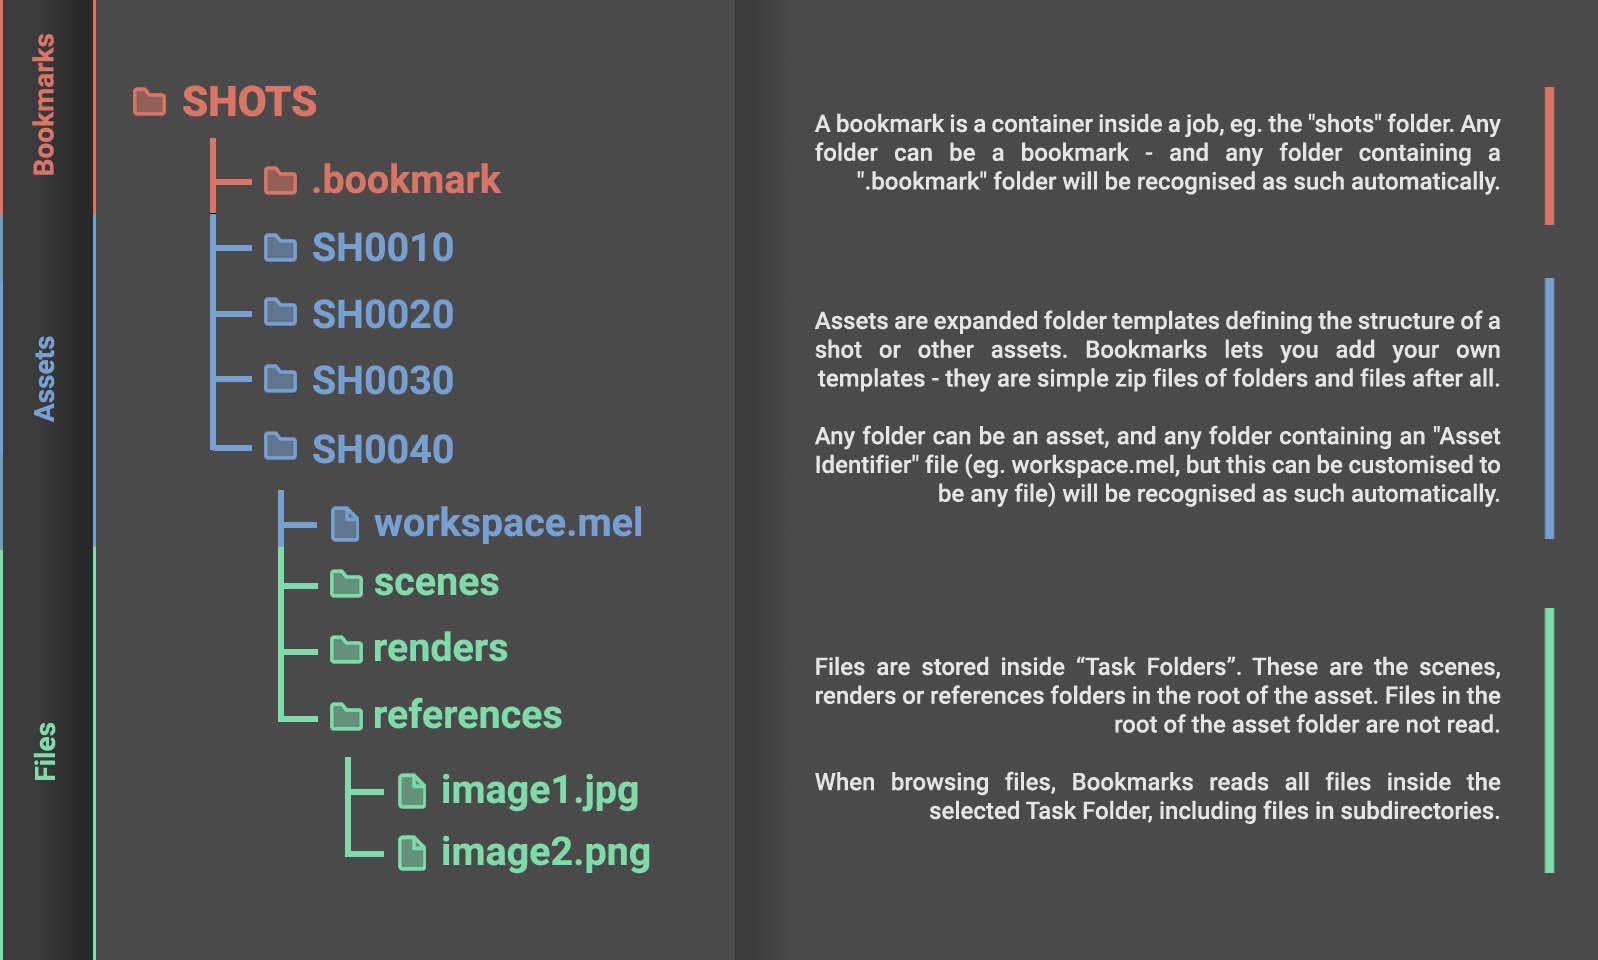 Bookmarks
Assets
Files
SHOTS
.bookmark
SH0010
SH0020
SH0030
SH0040
workspace.mel
scenes
renders
references
image1.jpg
image2.png
A bookmark is a container inside a job, eg. the "shots" folder. Any
folder can be a bookmark - and any folder containing a
".bookmark" folder will be recognised as such automatically.
Assets are expanded folder templates defining the structure of a
shot or other assets. Bookmarks lets you add your own
templates - they are simple zip files of folders and files after all.
Any folder can be an asset, and any folder containing an "Asset
Identifier" file (eg. workspace.mel, but this can be customised to
be any file) will be recognised as such automatically.
Files are stored inside “Task Folders”. These are the scenes,
renders or references folders in the root of the asset. Files in the
root of the asset folder are not read.
When browsing files, Bookmarks reads all files inside the
selected Task Folder, including files in subdirectories.